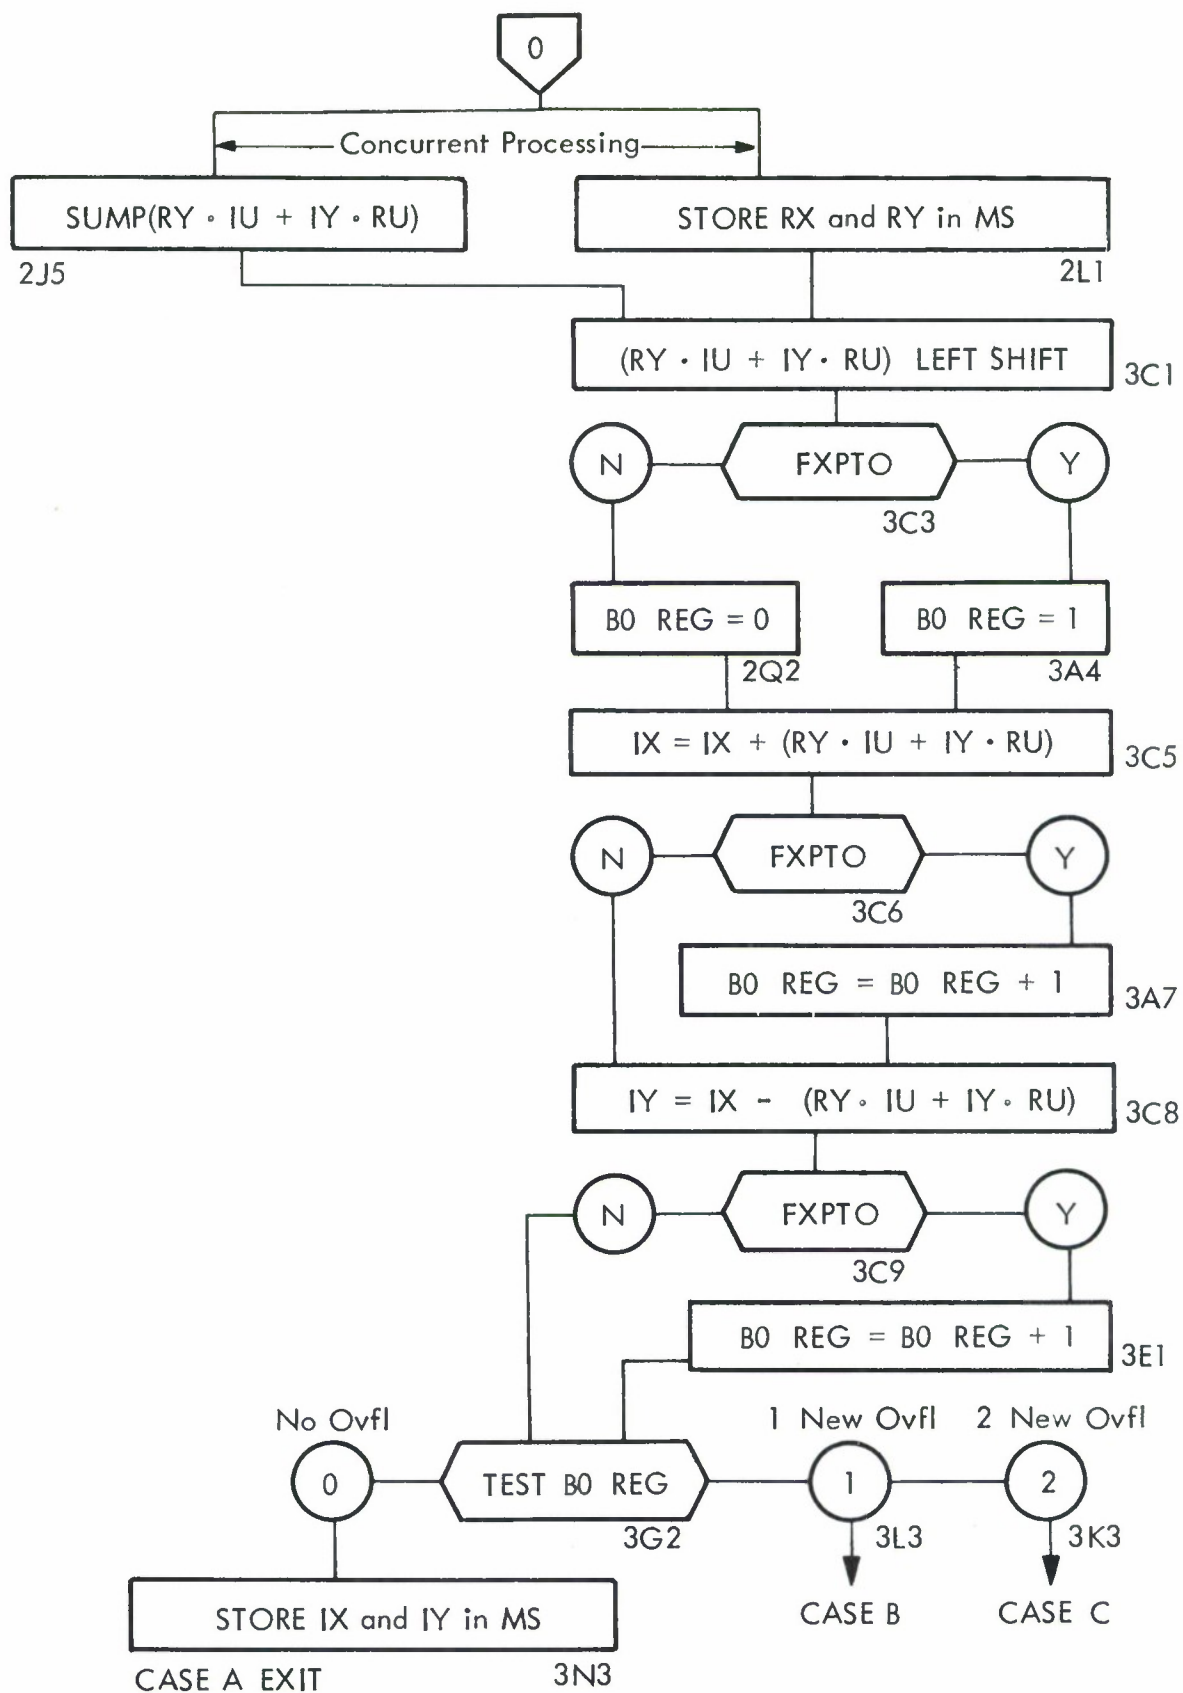 0
Concurrent Processing
SUMP(RY · IU + IY · RU)
STORE RX and RY in MS
2J5
2L1
(RY · IU + IY · RU) LEFT SHIFT
3C1
N
FXPTO
Y
3C3
B0 REG = 0
B0 REG = 1
2Q2
3A4
IX = IX + (RY · IU + IY · RU)
3C5
N
FXPTO
Y
3C6
B0 REG = B0 REG + 1
3A7
IY = IX - (RY · IU + IY · RU)
3C8
N
FXPTO
Y
3C9
B0 REG = B0 REG + 1
3E1
No Ovfl
1 New Ovfl
2 New Ovfl
0
TEST B0 REG
1
2
3G2
3L3
3K3
STORE IX and IY in MS
CASE B
CASE C
CASE A EXIT
3N3